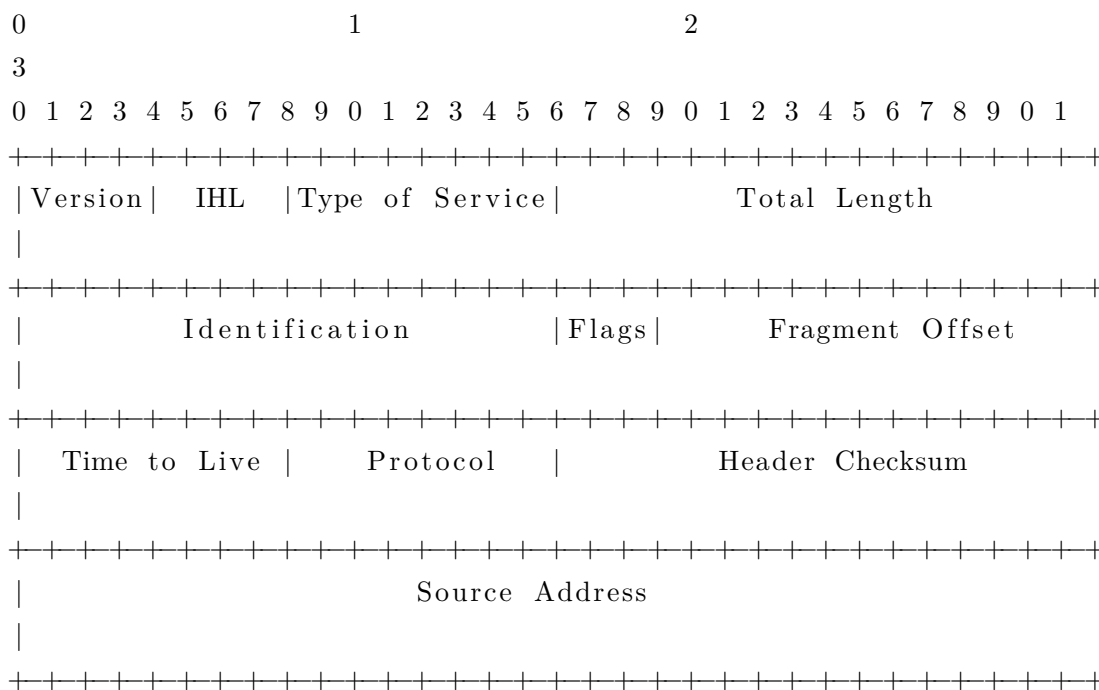 0 1 2
3
0 1 2 3 4 5 6 7 8 9 0 1 2 3 4 5 6 7 8 9 0 1 2 3 4 5 6 7 8 9 0 1
+-+-+-+-+-+-+-+-+-+-+-+-+-+-+-+-+-+-+-+-+-+-+-+-+-+-+-+-+-+-+-+-+
|Version| IHL |Type of Service| Total Length
|
+-+-+-+-+-+-+-+-+-+-+-+-+-+-+-+-+-+-+-+-+-+-+-+-+-+-+-+-+-+-+-+-+
| Identification |Flags| Fragment Offset
|
+-+-+-+-+-+-+-+-+-+-+-+-+-+-+-+-+-+-+-+-+-+-+-+-+-+-+-+-+-+-+-+-+
| Time to Live | Protocol | Header Checksum
|
+-+-+-+-+-+-+-+-+-+-+-+-+-+-+-+-+-+-+-+-+-+-+-+-+-+-+-+-+-+-+-+-+
| Source Address
|
+-+-+-+-+-+-+-+-+-+-+-+-+-+-+-+-+-+-+-+-+-+-+-+-+-+-+-+-+-+-+-+-+